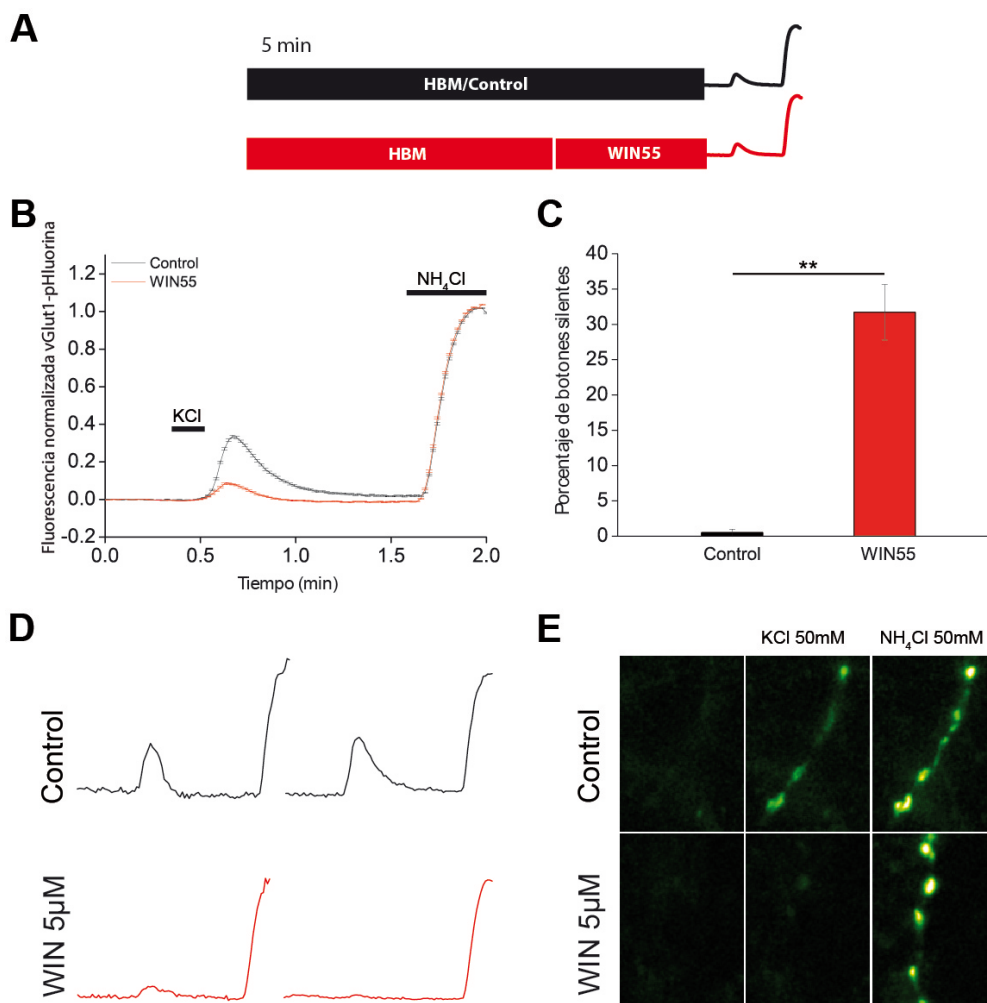 A
5 min
HBM/Control
HBM
WIN55
B
Fluorescencia normalizada vGlut1-pHluorina
Control
WIN55
KCl
NH4Cl
1.2
1.0
0.8
0.6
0.4
0.2
0.0
-0.2
0.0
0.5
1.0
1.5
2.0
Tiempo (min)
C
Porcentaje de botones silentes
40
35
30
25
20
15
10
5
0
**
Control
WIN55
D
Control
WIN 5µM
E
KCl 50mM
NH4Cl 50mM
Control
WIN 5µM